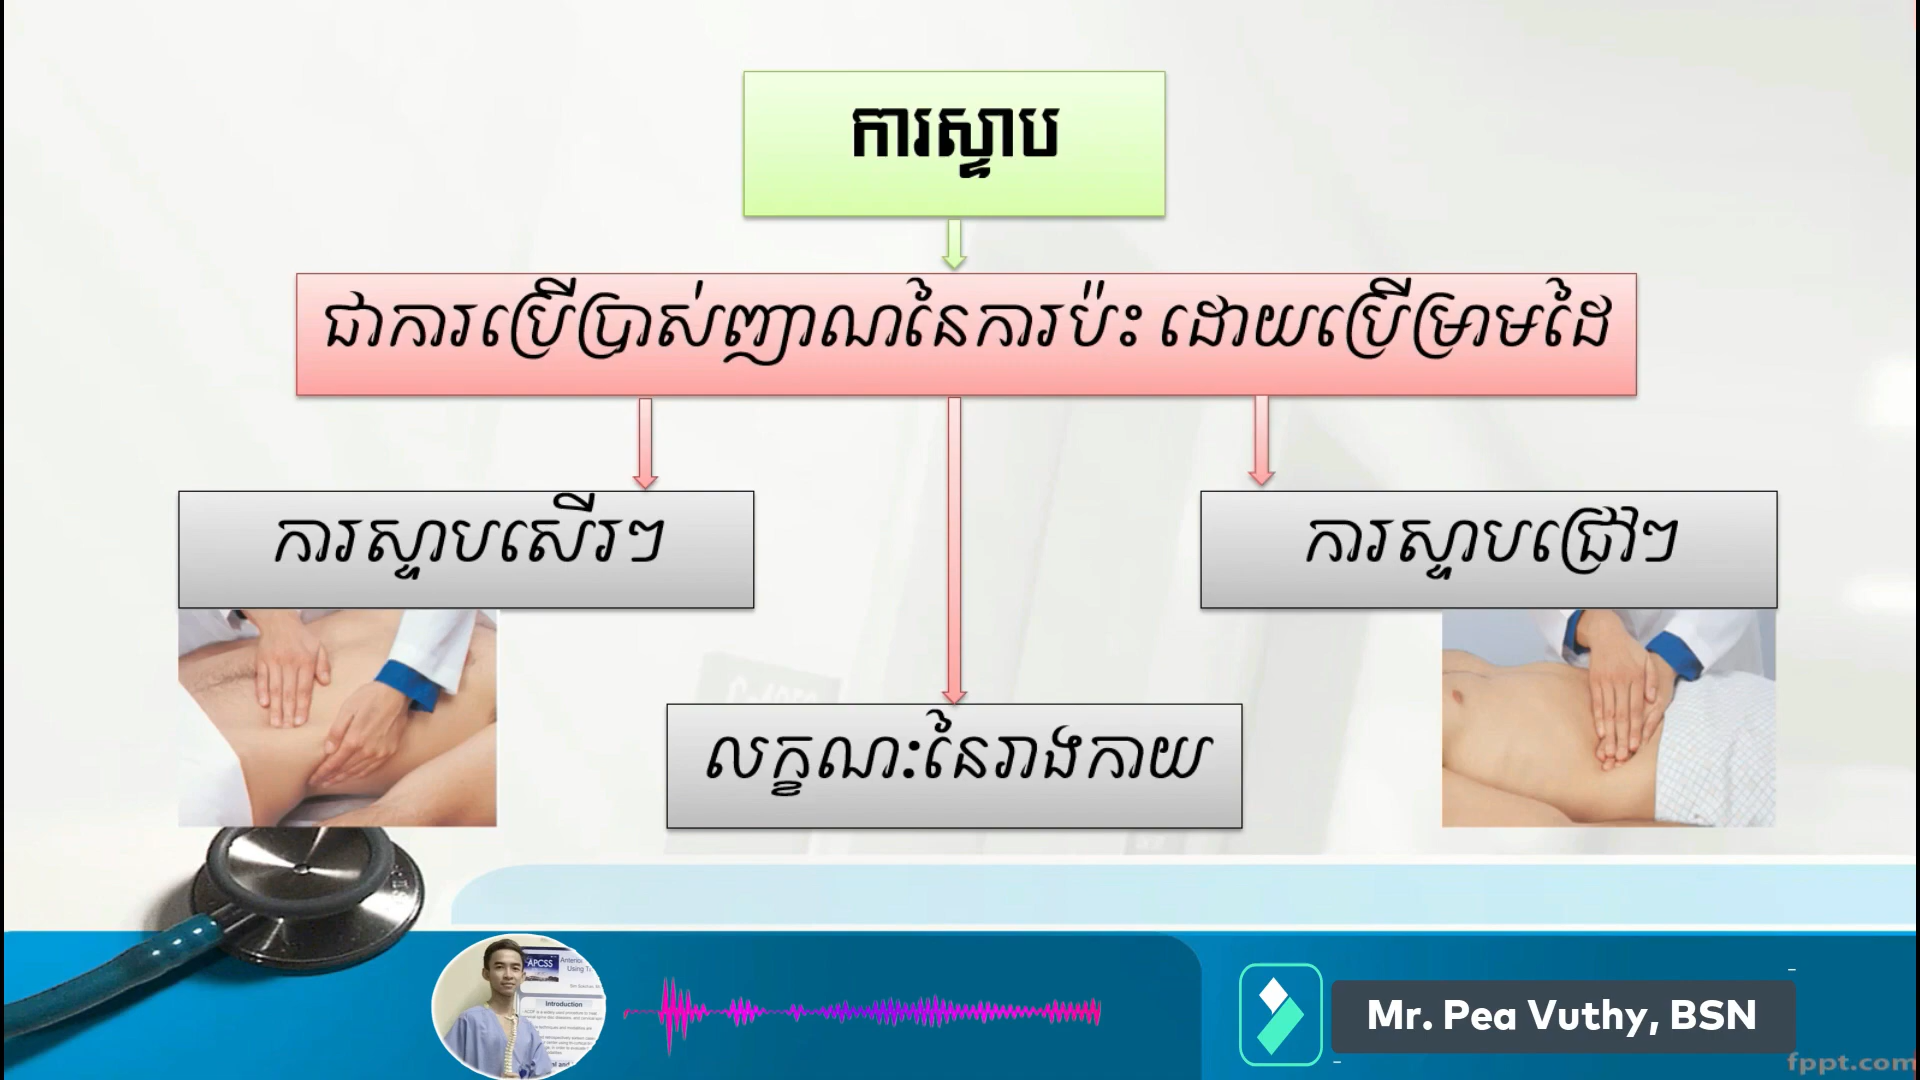 ការស្ទាប
ជាការប្រើប្រាស់ញាណនៃការប៉ះ ដោយប្រើម្រាមដៃ
ការស្ទាបសើរៗ
ការស្ទាបជ្រៅៗ
លក្ខណៈនៃរាងកាយ
APCSS
Introduction
Mr. Pea Vuthy, BSN
fppt.com